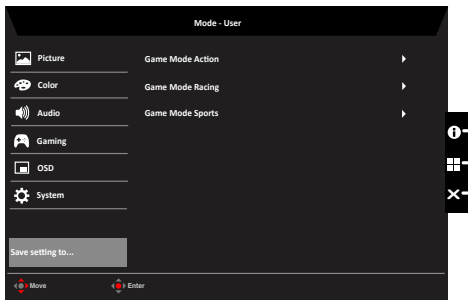 Mode - User
Picture
Game Mode Action
Color
Game Mode Racing
Audio
Game Mode Sports
Gaming
OSD
System
Save setting to...
Move
Enter